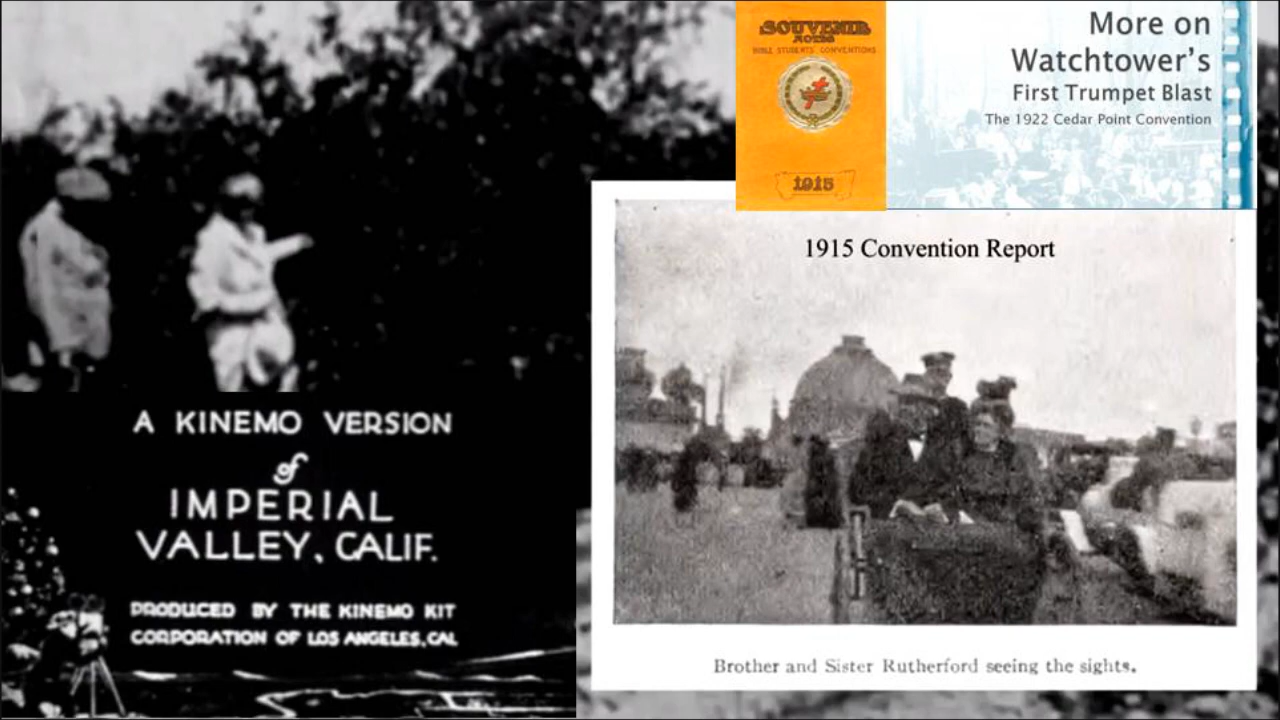 A KINEMO VERSION
of
IMPERIAL
VALLEY, CALIF.
PRODUCED BY THE KINEMO KIT
CORPORATION OF LOS ANGELES, CAL
SOUVENIR
NOTES
BIBLE STUDENTS' CONVENTIONS
1915
More on
Watchtower's
First Trumpet Blast
The 1922 Cedar Point Convention
1915 Convention Report
Brother and Sister Rutherford seeing the sights.